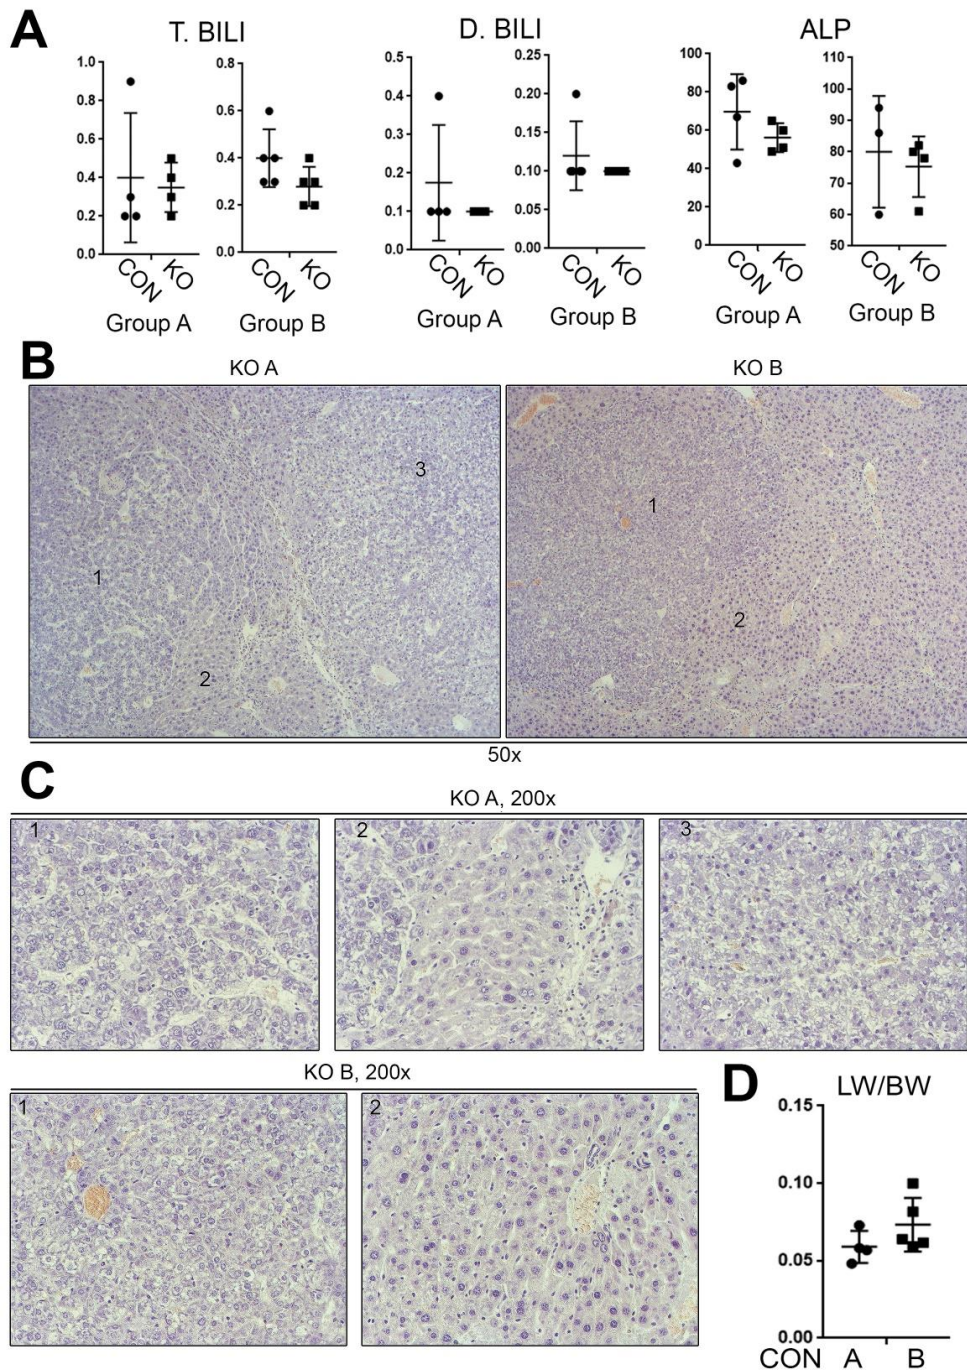 A
T. BILI
D. BILI
ALP
1.0
0.8
0.6
0.4
0.2
0.0
CON
KO
Group A
0.8
0.6
0.4
0.2
0.0
CON
KO
Group B
0.5
0.4
0.3
0.2
0.1
0.0
CON
KO
Group A
0.25
0.20
0.15
0.10
0.05
0.00
CON
KO
Group B
100
80
60
40
20
0
CON
KO
Group A
110
100
90
80
70
60
50
CON
KO
Group B
B
KO A
KO B
1
2
3
1
2
50x
C
KO A, 200x
1
2
3
KO B, 200x
1
2
D
LW/BW
0.15
0.10
0.05
0.00
CON A B